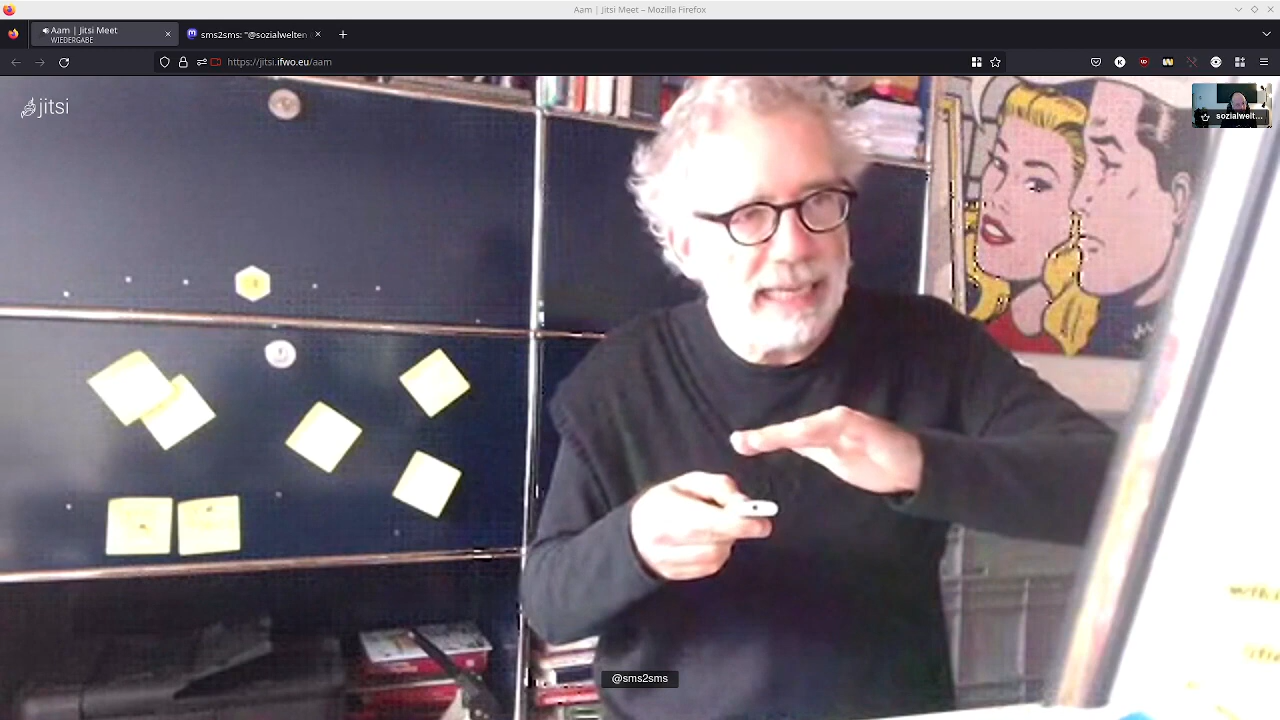 Aam | Jitsi Meet – Mozilla Firefox
Aam | Jitsi Meet
WIEDERGABE
sms2sms: "@sozialwelten
https://jitsi.ifwo.eu/aam
jitsi
sozialwelt...
@sms2sms